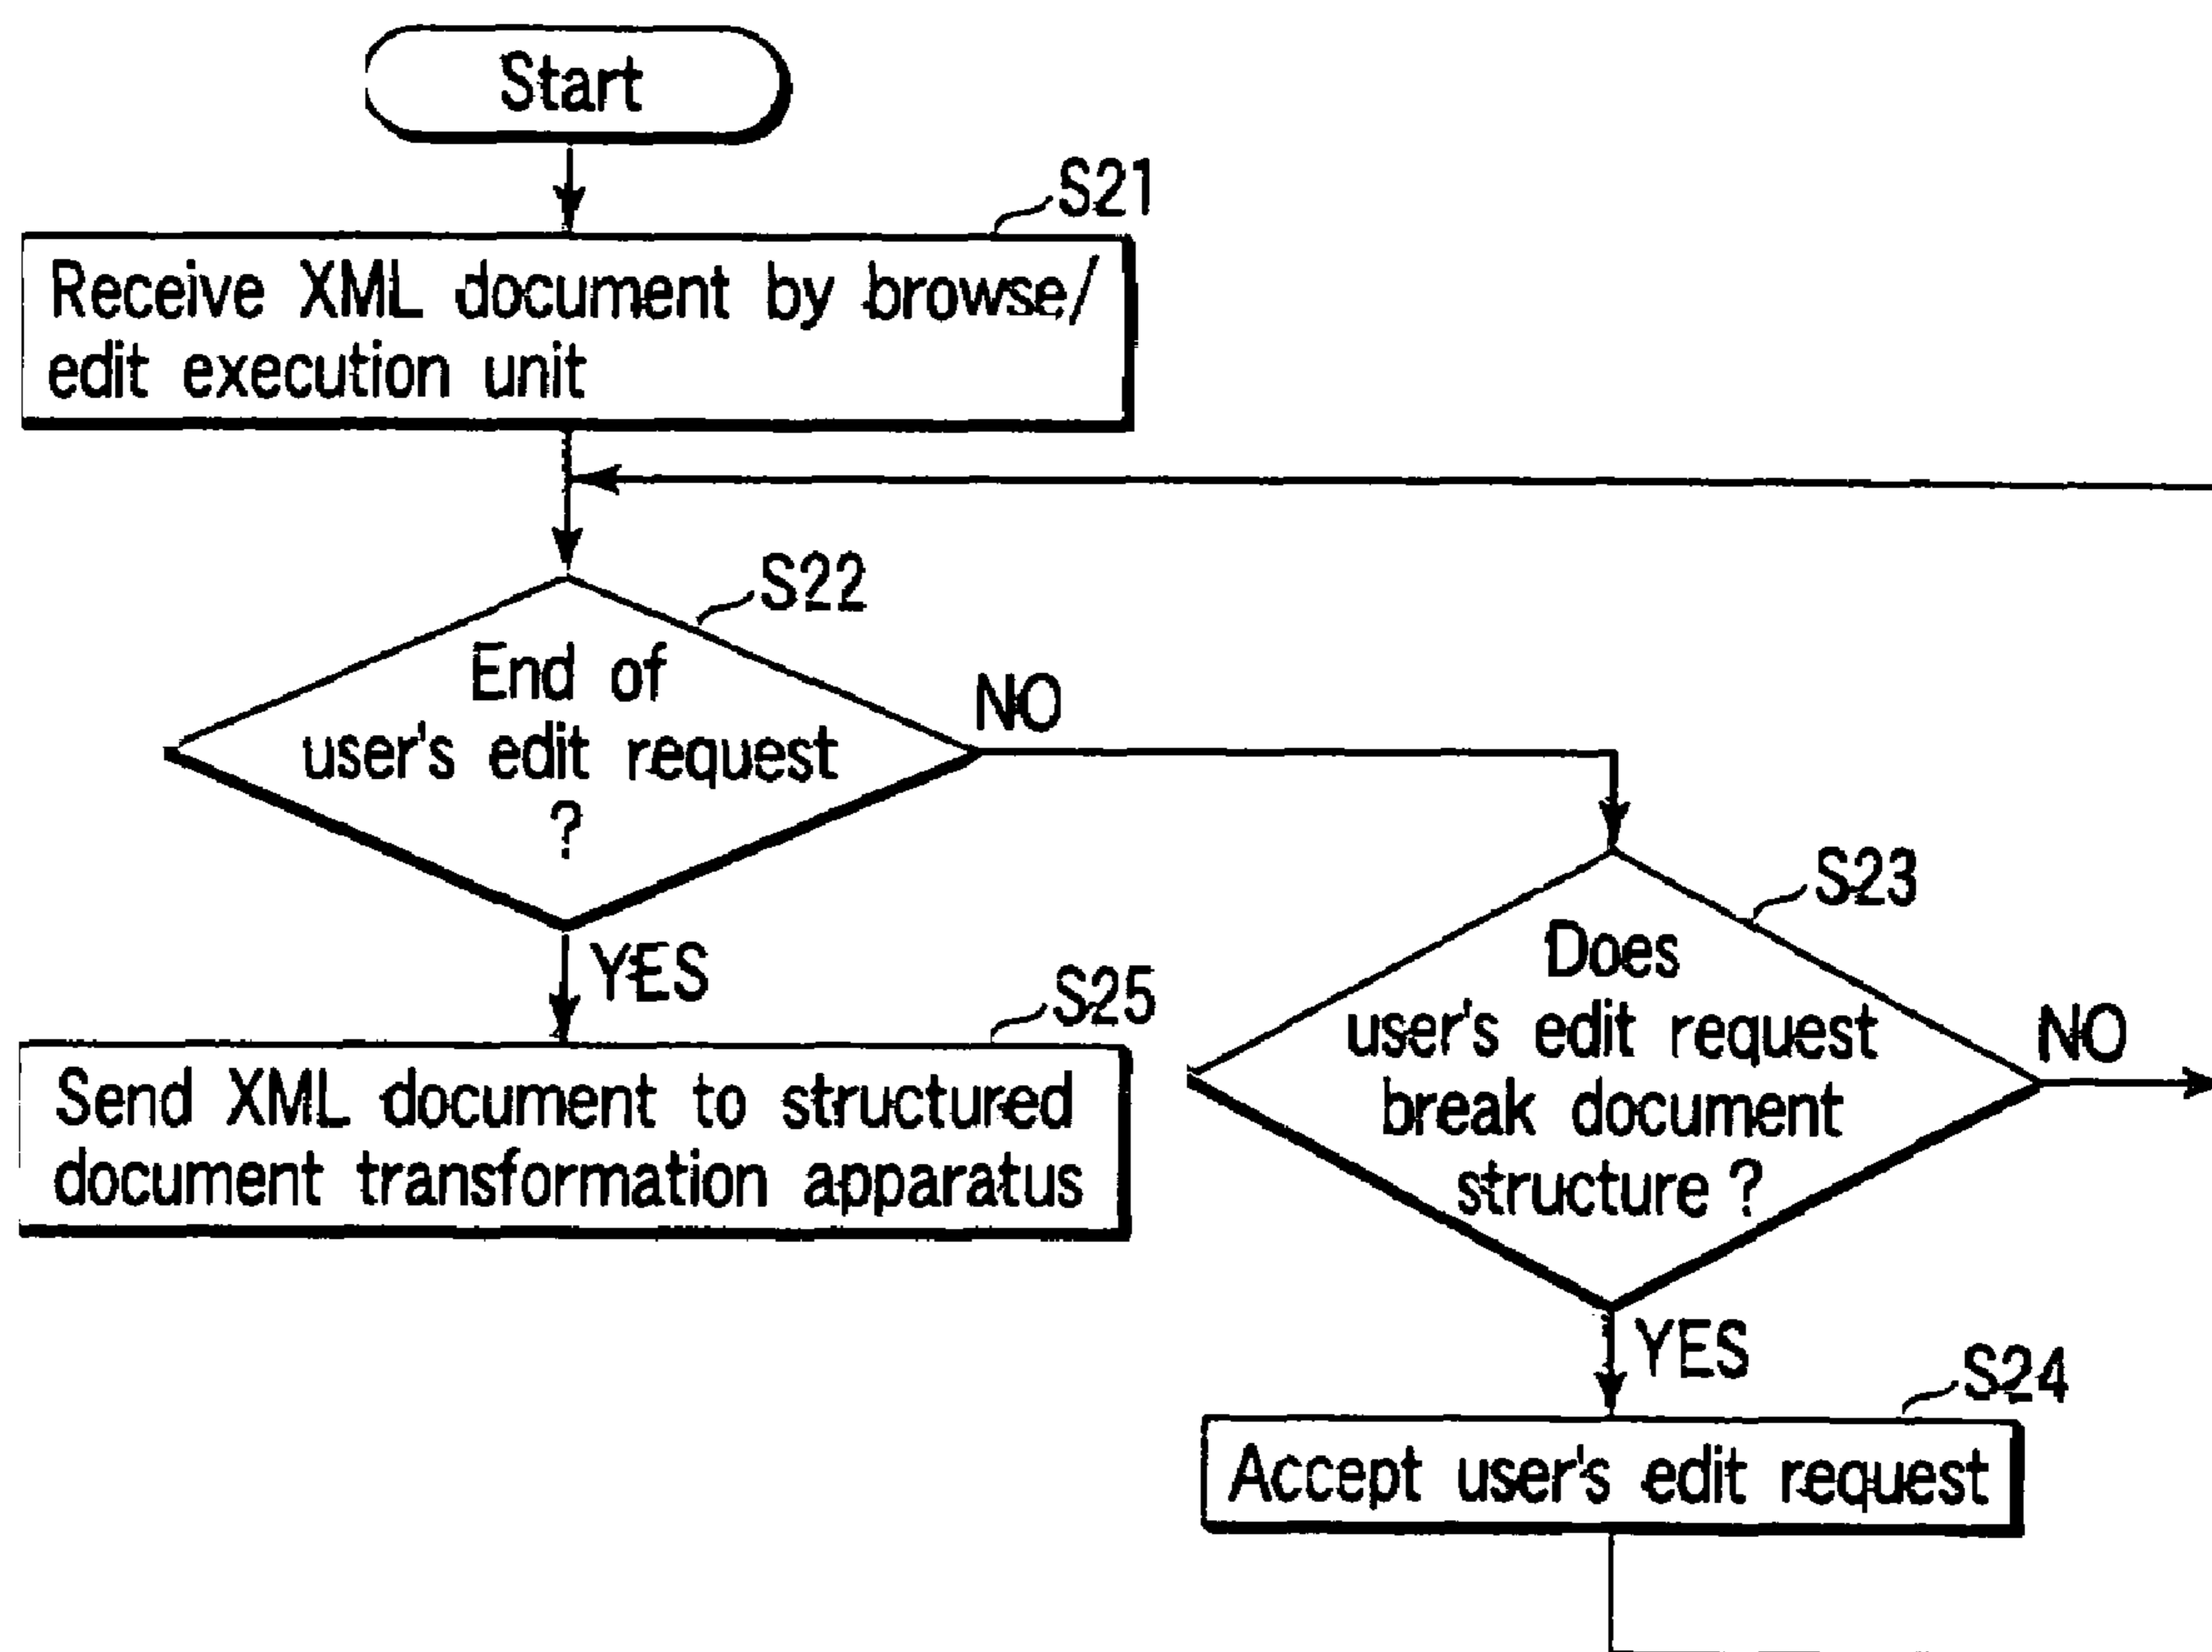 Start
S21
Receive XML document by browse/
edit execution unit
S22
End of
user's edit request
?
NO
YES
S23
Does
user's edit request
break document
structure ?
NO
YES
S25
Send XML document to structured
document transformation apparatus
S24
Accept user's edit request